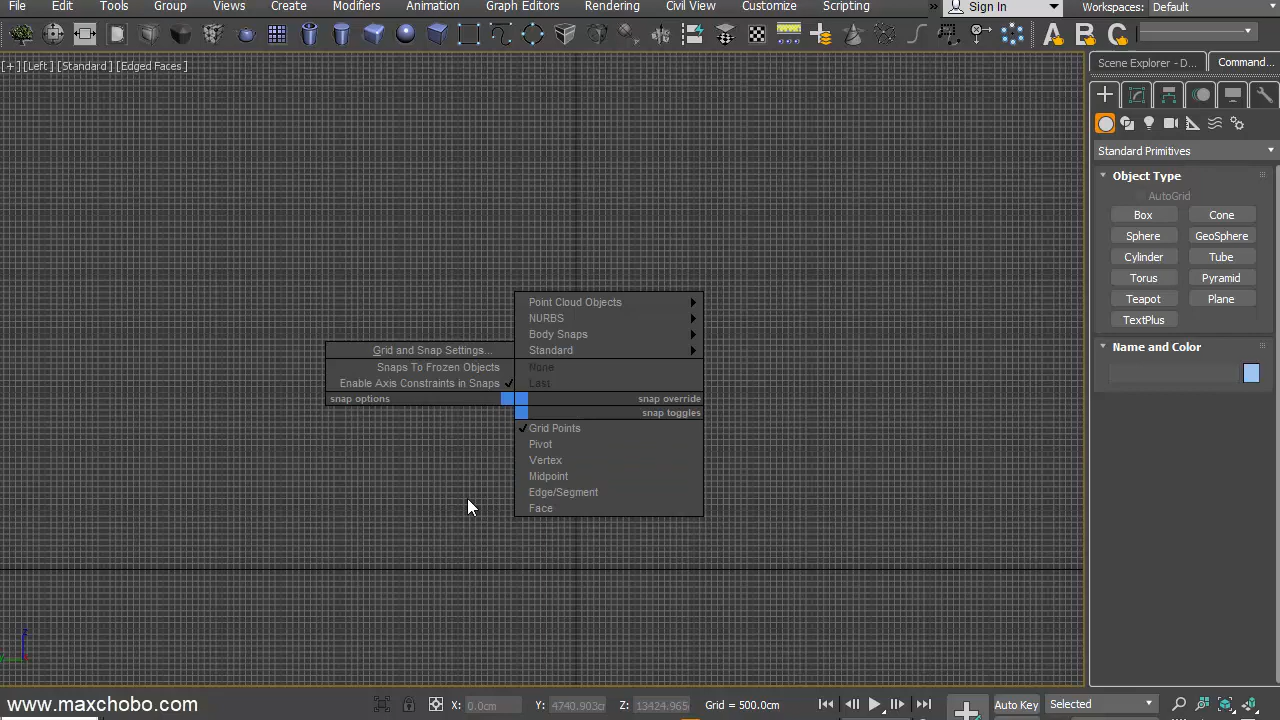 File Edit Tools Group Views Create Modifiers Animation Graph Editors Rendering Civil View Customize Scripting » Sign In Workspaces: Default
[+] [Left] [Standard] [Edged Faces]
Scene Explorer - D... Command...
Standard Primitives
Object Type
AutoGrid
Box Cone
Sphere GeoSphere
Cylinder Tube
Torus Pyramid
Teapot Plane
TextPlus
Name and Color
Point Cloud Objects
NURBS
Body Snaps
Grid and Snap Settings... Standard
Snaps To Frozen Objects None
Enable Axis Constraints in Snaps Last
snap options snap override
snap toggles
Grid Points
Pivot
Vertex
Midpoint
Edge/Segment
Face
z
y
www.maxchobo.com X: 0.0cm Y: 4740.903c Z: 13424.965 Grid = 500.0cm Auto Key Selected